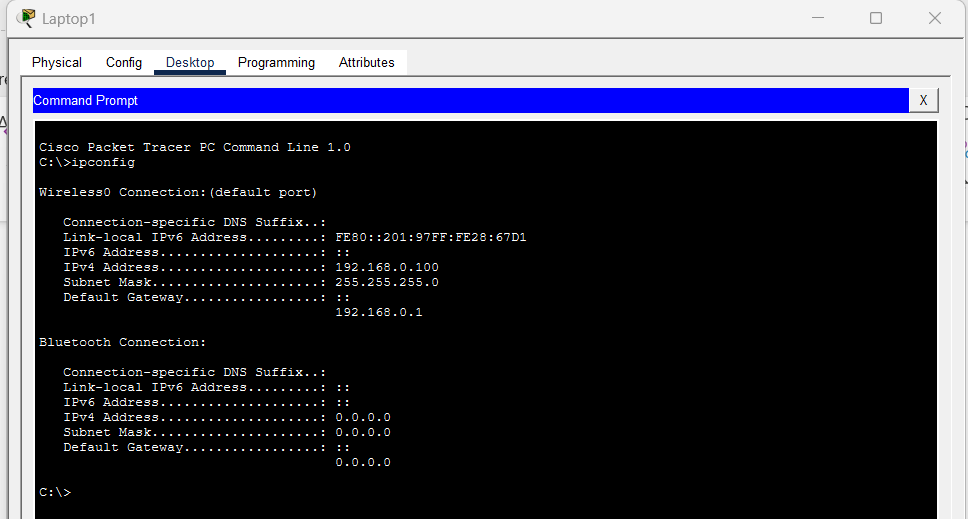 Laptop1
Physical Config Desktop Programming Attributes
Command Prompt X
Cisco Packet Tracer PC Command Line 1.0
C:\>ipconfig
Wireless0 Connection:(default port)
Connection-specific DNS Suffix..:
Link-local IPv6 Address.........: FE80::201:97FF:FE28:67D1
IPv6 Address....................: ::
IPv4 Address....................: 192.168.0.100
Subnet Mask.....................: 255.255.255.0
Default Gateway.................: ::
192.168.0.1
Bluetooth Connection:
Connection-specific DNS Suffix..:
Link-local IPv6 Address.........: ::
IPv6 Address....................: ::
IPv4 Address....................: 0.0.0.0
Subnet Mask.....................: 0.0.0.0
Default Gateway.................: ::
0.0.0.0
C:\>